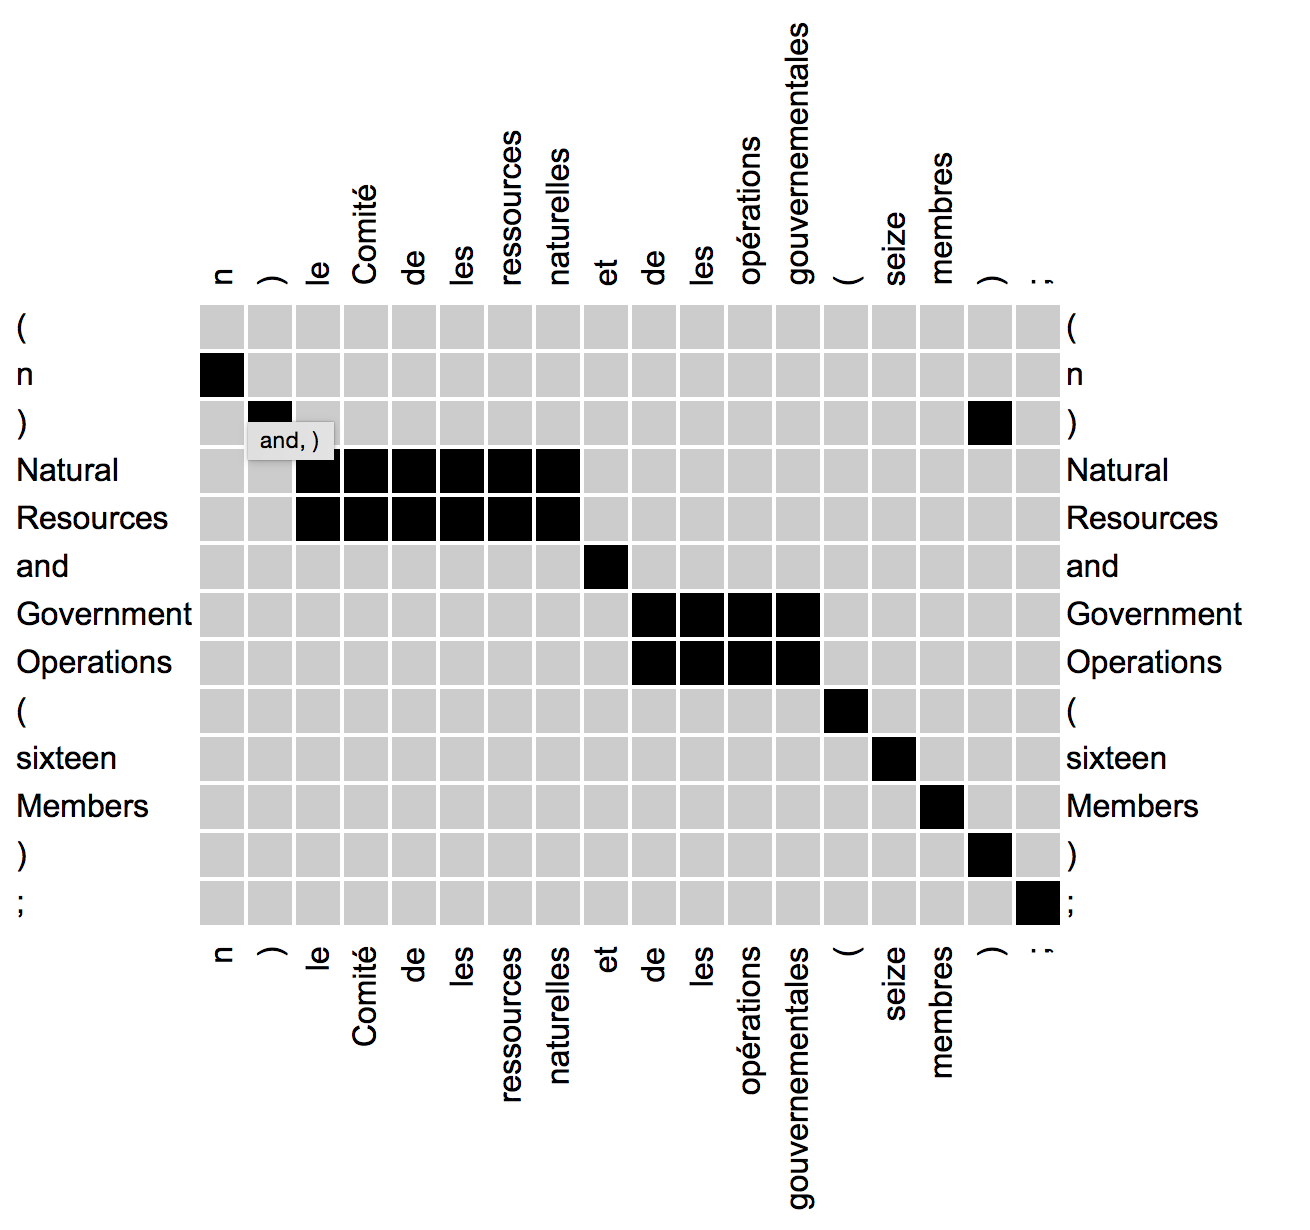 n ) le Comité de les ressources naturelles et de les opérations gouvernementales ( seize membres ) ;
( (
n n
) )
and, )
Natural Natural
Resources Resources
and and
Government Government
Operations Operations
( (
sixteen sixteen
Members Members
) )
; ;
n ) le Comité de les ressources naturelles et de les opérations gouvernementales ( seize membres ) ;